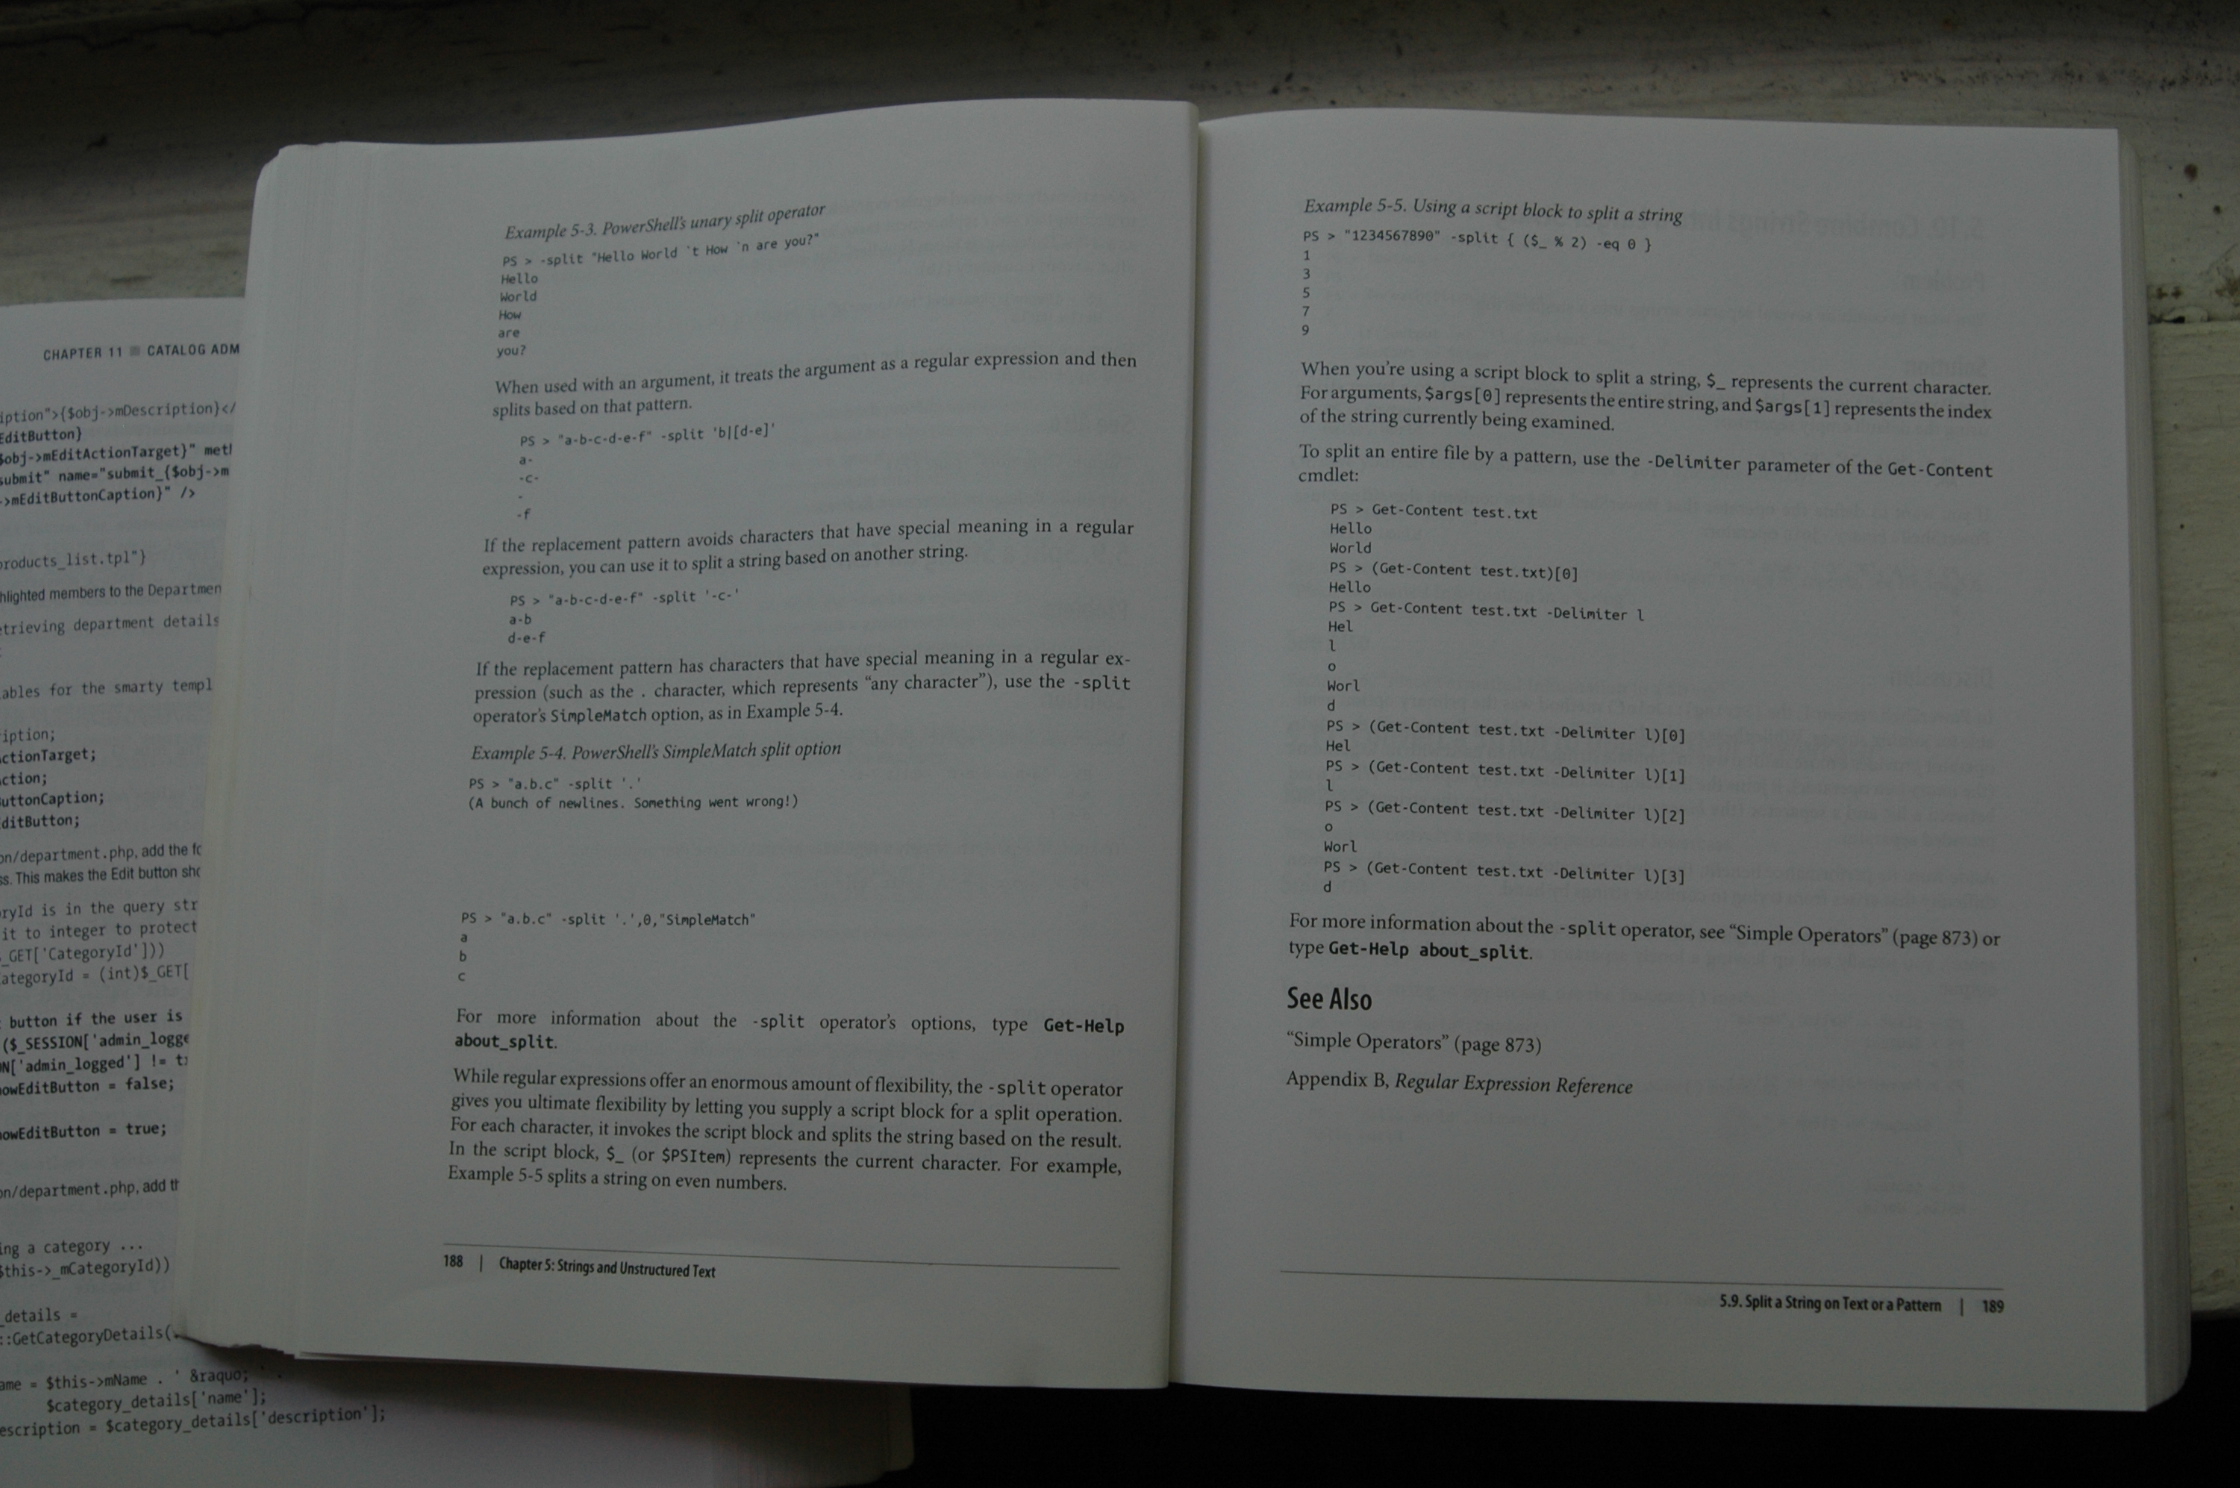 CHAPTER 11 ■ CATALOG ADM
iption">{$obj->mDescription}</
EditButton}
$obj->mEditActionTarget}" met
submit" name="submit_{$obj->m
->mEditButtonCaption}" />
products_list.tpl"}
hlighted members to the Departmen
etrieving department details
ables for the smarty templ
iption;
ctionTarget;
ction;
uttonCaption;
ditButton;
on/department.php, add the fo
ss. This makes the Edit button sho
oryId is in the query str
it to integer to protect
$_GET['CategoryId']))
ategoryId = (int)$_GET[
button if the user is
($_SESSION['admin_logge
ON['admin_logged'] != t
owEditButton = false;
owEditButton = true;
on/department.php, add th
ing a category ...
$this->_mCategoryId))
_details =
::GetCategoryDetails(
ame = $this->mName . ' &raquo; '
$category_details['name'];
escription = $category_details['description'];
Example 5-3. PowerShell's unary split operator
PS > -split "Hello World `t How `n are you?"
Hello
World
How
are
you?
When used with an argument, it treats the argument as a regular expression and then
splits based on that pattern.
PS > "a-b-c-d-e-f" -split 'b|[d-e]'
a-
-c-
-
-f
If the replacement pattern avoids characters that have special meaning in a regular
expression, you can use it to split a string based on another string.
PS > "a-b-c-d-e-f" -split '-c-'
a-b
d-e-f
If the replacement pattern has characters that have special meaning in a regular ex-
pression (such as the . character, which represents “any character”), use the -split
operator's SimpleMatch option, as in Example 5-4.
Example 5-4. PowerShell's SimpleMatch split option
PS > "a.b.c" -split '.'
(A bunch of newlines. Something went wrong!)
PS > "a.b.c" -split '.',0,"SimpleMatch"
a
b
c
For more information about the -split operator's options, type Get-Help
about_split.
While regular expressions offer an enormous amount of flexibility, the -split operator
gives you ultimate flexibility by letting you supply a script block for a split operation.
For each character, it invokes the script block and splits the string based on the result.
In the script block, $_ (or $PSItem) represents the current character. For example,
Example 5-5 splits a string on even numbers.
188 | Chapter 5: Strings and Unstructured Text
Example 5-5. Using a script block to split a string
PS > "1234567890" -split { ($_ % 2) -eq 0 }
1
3
5
7
9
When you're using a script block to split a string, $_ represents the current character.
For arguments, $args[0] represents the entire string, and $args[1] represents the index
of the string currently being examined.
To split an entire file by a pattern, use the -Delimiter parameter of the Get-Content
cmdlet:
PS > Get-Content test.txt
Hello
World
PS > (Get-Content test.txt)[0]
Hello
PS > Get-Content test.txt -Delimiter l
Hel
l
o
Worl
d
PS > (Get-Content test.txt -Delimiter l)[0]
Hel
PS > (Get-Content test.txt -Delimiter l)[1]
l
PS > (Get-Content test.txt -Delimiter l)[2]
o
Worl
PS > (Get-Content test.txt -Delimiter l)[3]
d
For more information about the -split operator, see “Simple Operators” (page 873) or
type Get-Help about_split.
See Also
“Simple Operators” (page 873)
Appendix B, Regular Expression Reference
5.9. Split a String on Text or a Pattern | 189